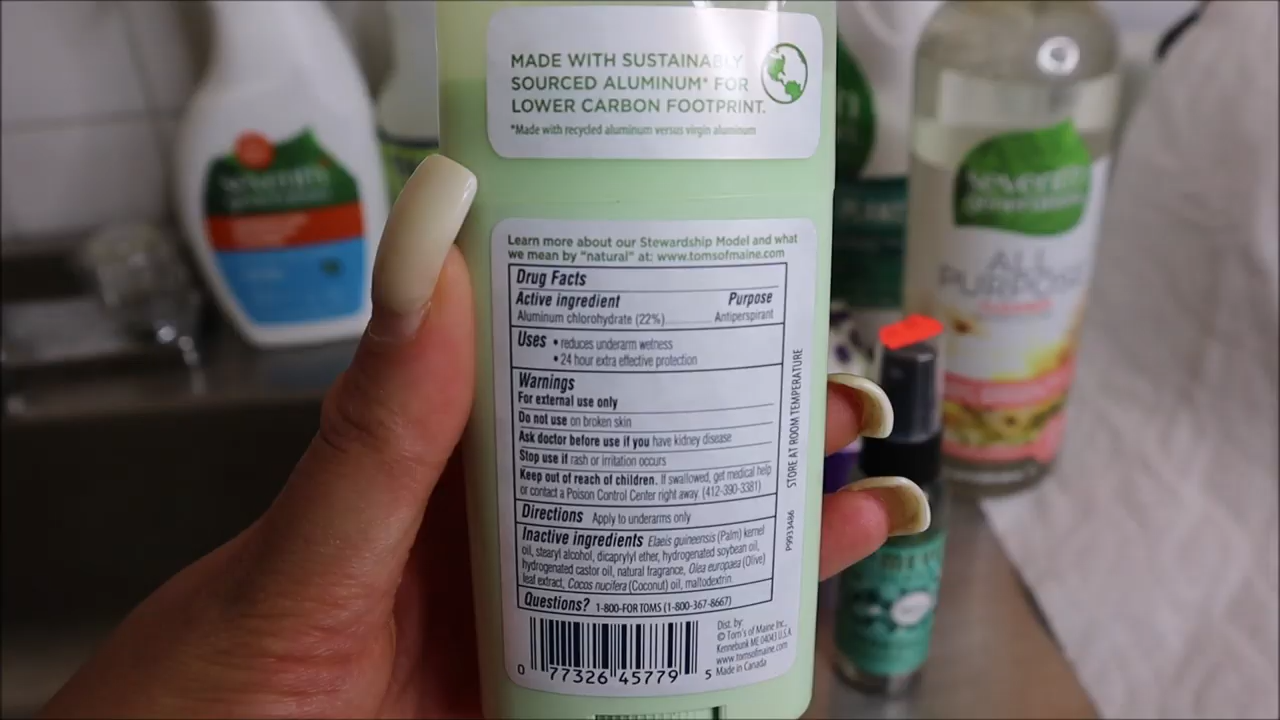 MADE WITH SUSTAINABLY
SOURCED ALUMINUM* FOR
LOWER CARBON FOOTPRINT.
*Made with recycled aluminum versus virgin aluminum
Learn more about our Stewardship Model and what
we mean by "natural" at: www.tomsofmaine.com
Drug Facts
Active ingredient Purpose
Aluminum chlorohydrate (22%) Antiperspirant
Uses • reduces underarm wetness
• 24 hour extra effective protection
Warnings
For external use only
Do not use on broken skin
Ask doctor before use if you have kidney disease
Stop use if rash or irritation occurs
Keep out of reach of children. If swallowed, get medical help
or contact a Poison Control Center right away. (412-390-3381)
Directions Apply to underarms only
Inactive ingredients Elaeis guineensis (Palm) kernel
oil, stearyl alcohol, dicaprylyl ether, hydrogenated soybean oil,
hydrogenated castor oil, natural fragrance, Olea europaea (Olive)
leaf extract, Cocos nucifera (Coconut) oil, maltodextrin.
Questions? 1-800-FOR TOMS (1-800-367-8667)
STORE AT ROOM TEMPERATURE
P9933486
0 77326 45779 5
Dist. by:
© Tom's of Maine Inc.,
Kennebunk ME 04043 U.S.A.
www.tomsofmaine.com
Made in Canada
Seventh
generation
Seventh
generation
ALL
PURPOSE